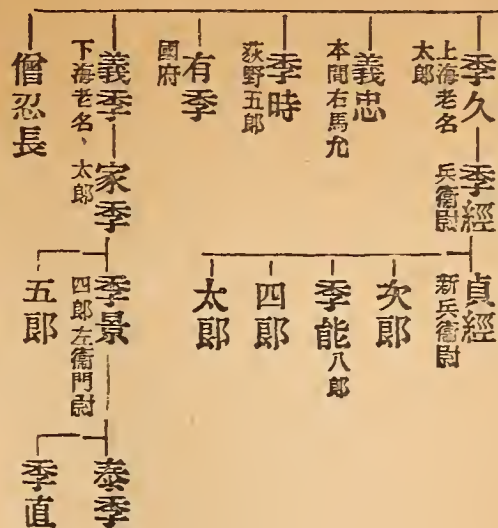 季久
上海老名
太郎
季經
兵衞尉
貞經
新兵衞尉
次郎
季能
八郎
四郎
太郎
義忠
本間右馬允
季時
荻野五郎
有季
國府
義季
下海老名、太郎
家季
季景
四郎左衞門尉
泰季
季直
五郎
僧忍長